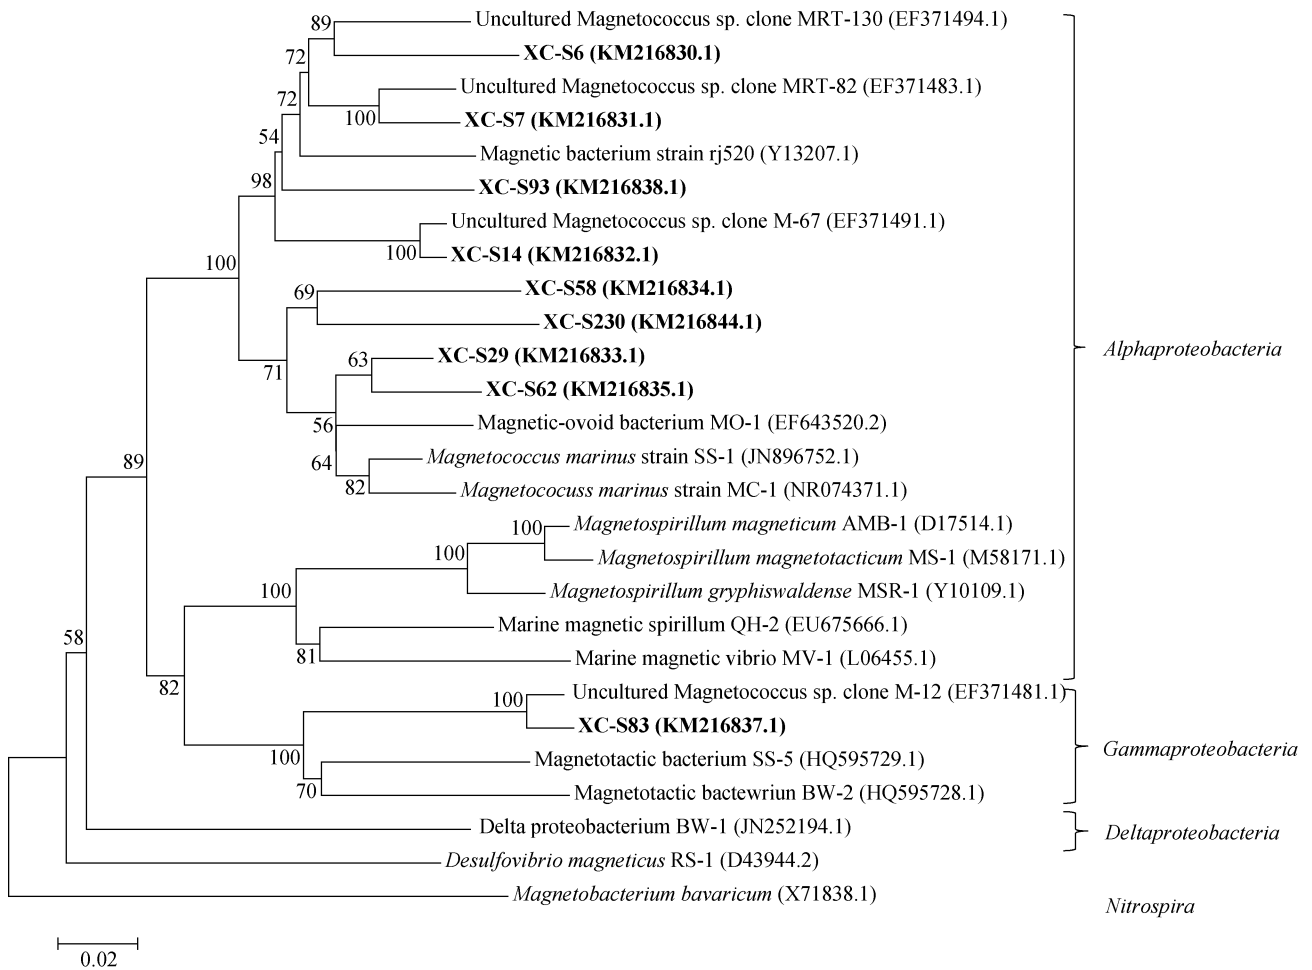 89
Uncultured Magnetococcus sp. clone MRT-130 (EF371494.1)
XC-S6 (KM216830.1)
72
Uncultured Magnetococcus sp. clone MRT-82 (EF371483.1)
72
100
XC-S7 (KM216831.1)
54
Magnetic bacterium strain rj520 (Y13207.1)
98
XC-S93 (KM216838.1)
Uncultured Magnetococcus sp. clone M-67 (EF371491.1)
100
XC-S14 (KM216832.1)
100
XC-S58 (KM216834.1)
69
XC-S230 (KM216844.1)
Alphaproteobacteria
63
XC-S29 (KM216833.1)
71
XC-S62 (KM216835.1)
56
Magnetic-ovoid bacterium MO-1 (EF643520.2)
89
64
Magnetococcus marinus strain SS-1 (JN896752.1)
82
Magnetococuss marinus strain MC-1 (NR074371.1)
100
Magnetospirillum magneticum AMB-1 (D17514.1)
100
Magnetospirillum magnetotacticum MS-1 (M58171.1)
100
Magnetospirillum gryphiswaldense MSR-1 (Y10109.1)
58
Marine magnetic spirillum QH-2 (EU675666.1)
81
Marine magnetic vibrio MV-1 (L06455.1)
82
100
Uncultured Magnetococcus sp. clone M-12 (EF371481.1)
XC-S83 (KM216837.1)
Gammaproteobacteria
100
Magnetotactic bacterium SS-5 (HQ595729.1)
70
Magnetotactic bactewriun BW-2 (HQ595728.1)
Delta proteobacterium BW-1 (JN252194.1)
Deltaproteobacteria
Desulfovibrio magneticus RS-1 (D43944.2)
Magnetobacterium bavaricum (X71838.1)
Nitrospira
0.02